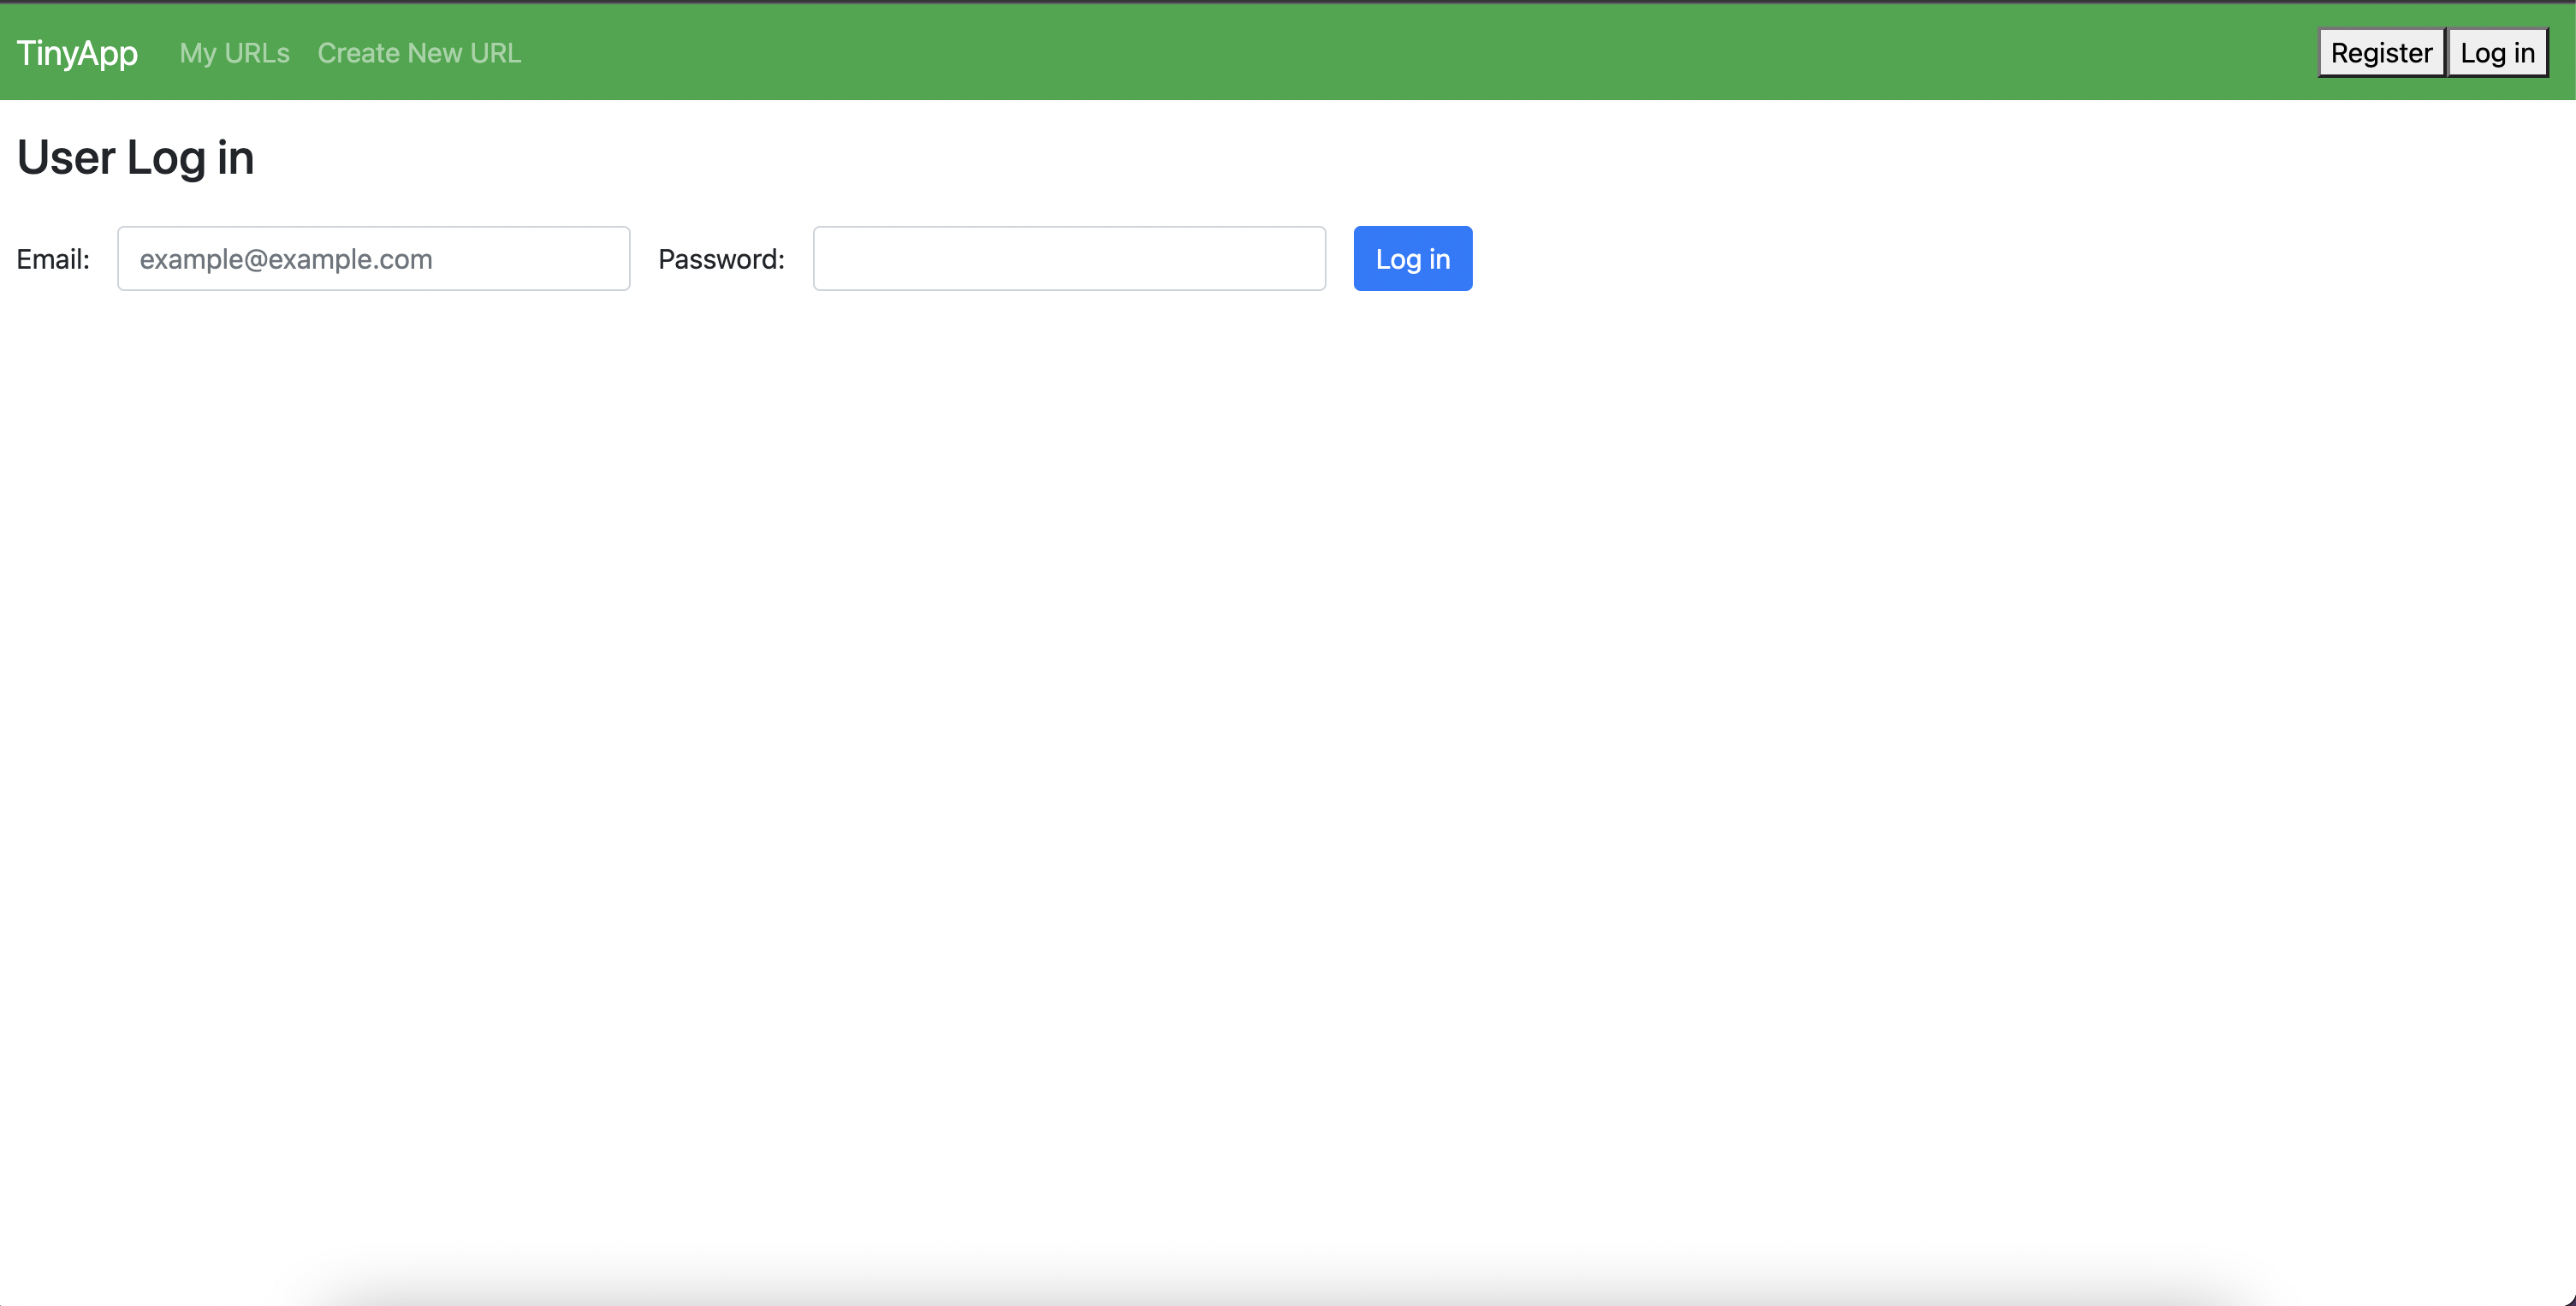 TinyApp My URLs Create New URL Register Log in
User Log in
Email: example@example.com Password: Log in